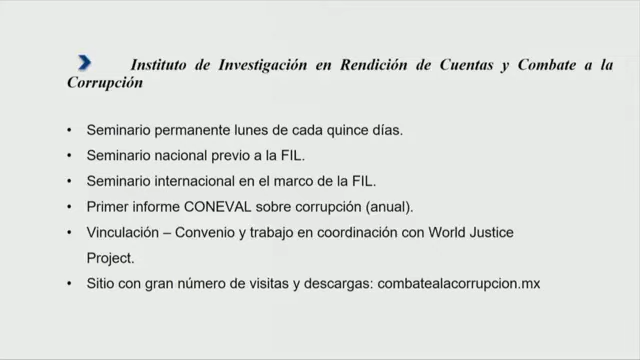 Instituto de Investigación en Rendición de Cuentas y Combate a la
Corrupción
• Seminario permanente lunes de cada quince días.
• Seminario nacional previo a la FIL.
• Seminario internacional en el marco de la FIL.
• Primer informe CONEVAL sobre corrupción (anual).
• Vinculación – Convenio y trabajo en coordinación con World Justice
Project.
• Sitio con gran número de visitas y descargas: combatealacorrupcion.mx